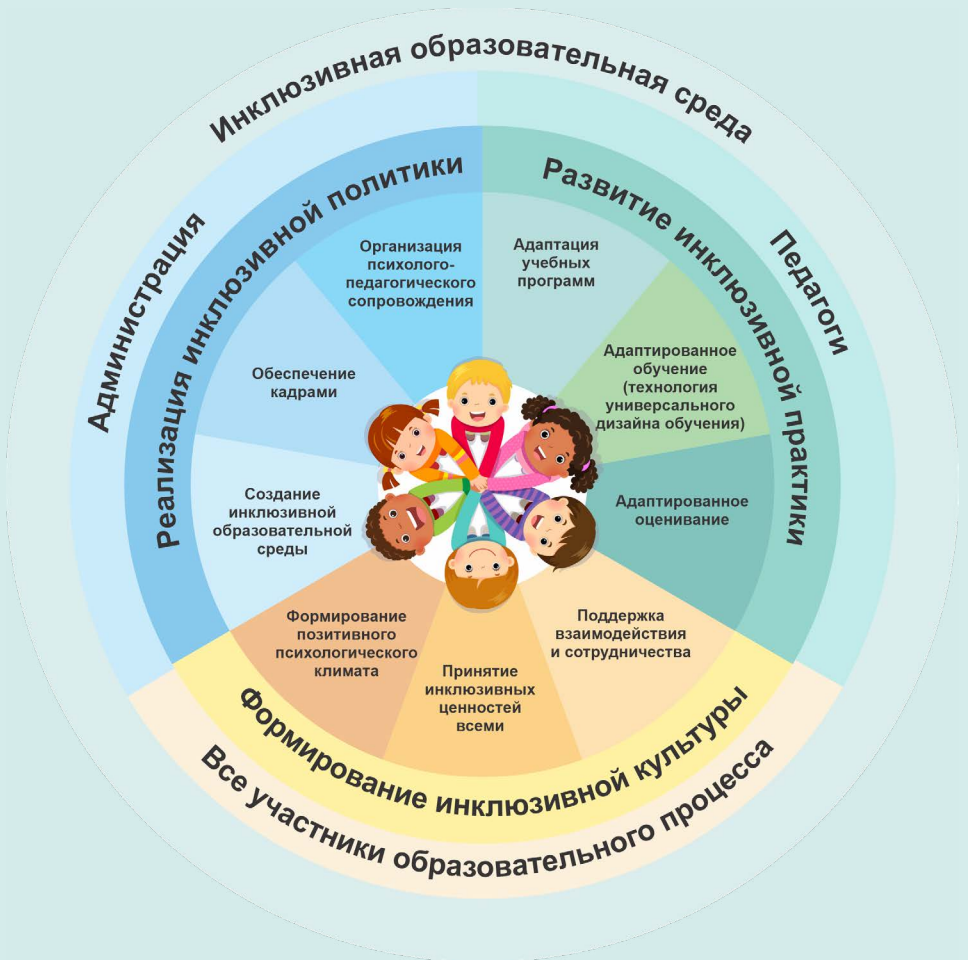 Инклюзивная образовательная среда
Администрация
Педагоги
Реализация инклюзивной политики
Развитие инклюзивной практики
Организация
психолого-
педагогического
сопровождения
Адаптация
учебных
программ
Обеспечение
кадрами
Адаптированное
обучение
(технология
универсального
дизайна обучения)
Создание
инклюзивной
образовательной
среды
Адаптированное
оценивание
Формирование
позитивного
психологического
климата
Принятие
инклюзивных
ценностей
всеми
Поддержка
взаимодействия
и сотрудничества
Формирование инклюзивной культуры
Все участники образовательного процесса